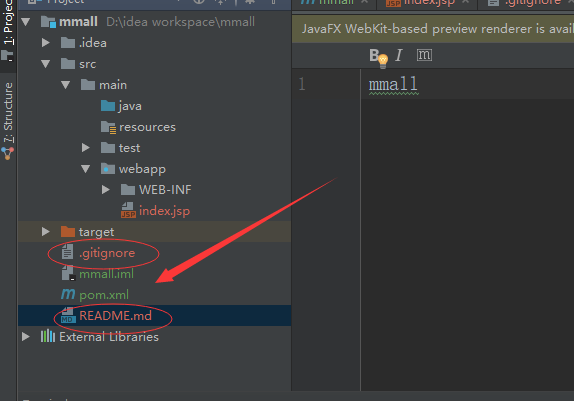 Project
mmall
index.jsp
.gitignore
1: Project
7: Structure
mmall D:\idea workspace\mmall
.idea
src
main
java
resources
test
webapp
WEB-INF
index.jsp
target
.gitignore
mmall.iml
pom.xml
README.md
External Libraries
JavaFX WebKit-based preview renderer is avail
B I m
1 mmall